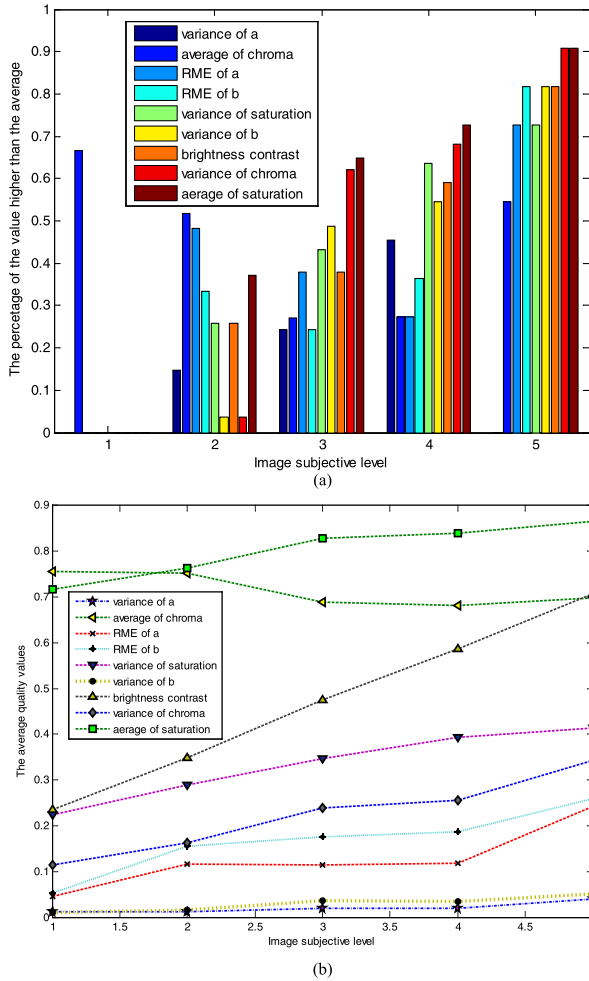 1
0.9
0.8
0.7
0.6
0.5
0.4
0.3
0.2
0.1
0
The percetage of the value higher than the average
variance of a
average of chroma
RME of a
RME of b
variance of saturation
variance of b
brightness contrast
variance of chroma
aerage of saturation
1 2 3 4 5
Image subjective level
(a)
0.9
0.8
0.7
0.6
0.5
0.4
0.3
0.2
0.1
0
The average quality values
variance of a
average of chroma
RME of a
RME of b
variance of saturation
variance of b
brightness contrast
variance of chroma
aerage of saturation
1 1.5 2 2.5 3 3.5 4 4.5
Image subjective level
(b)